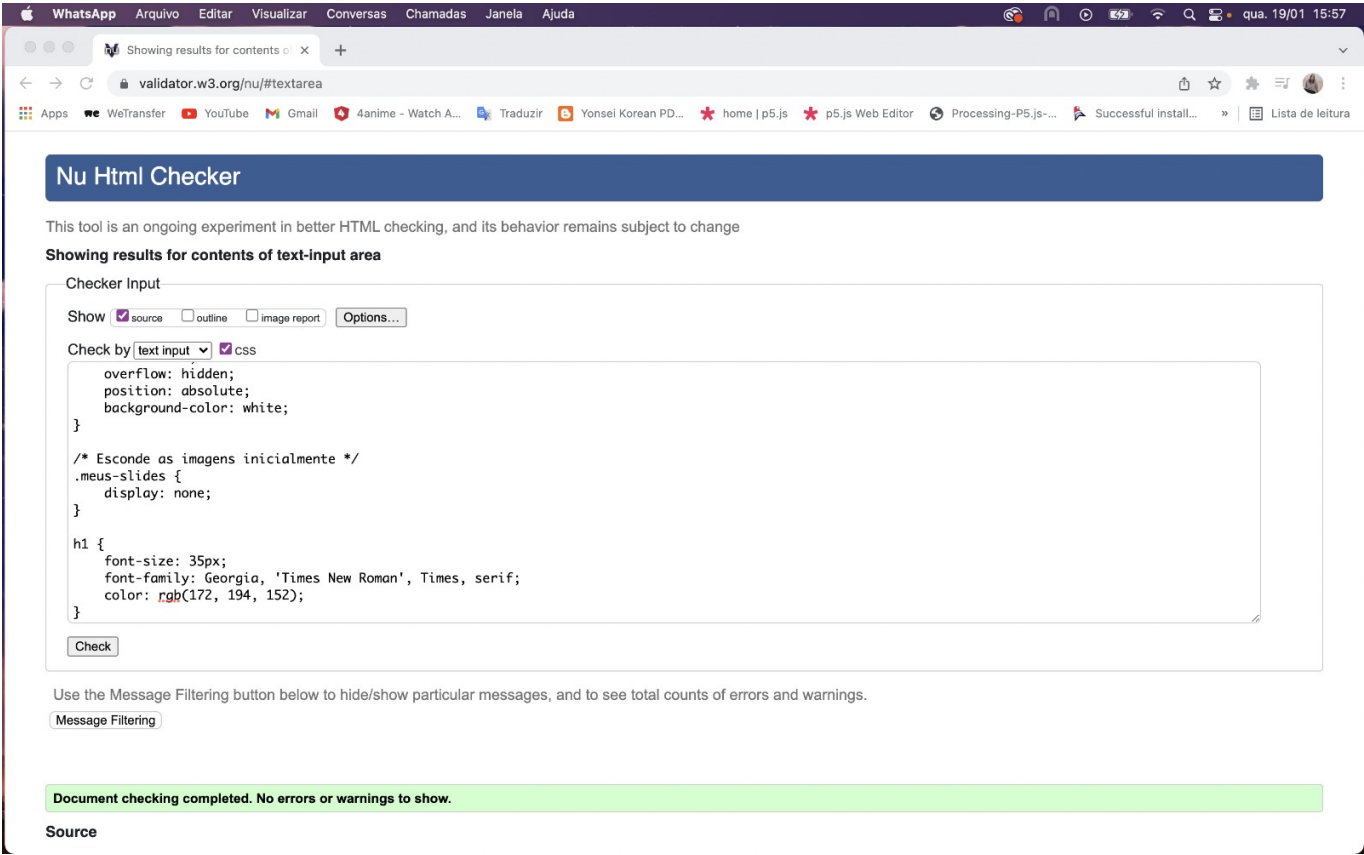 WhatsApp Arquivo Editar Visualizar Conversas Chamadas Janela Ajuda qua. 19/01 15:57
Showing results for contents o
validator.w3.org/nu/#textarea
Apps WeTransfer YouTube Gmail 4anime - Watch A... Traduzir Yonsei Korean PD... home | p5.js p5.js Web Editor Processing-P5.js-... Successful install... » Lista de leitura
Nu Html Checker
This tool is an ongoing experiment in better HTML checking, and its behavior remains subject to change
Showing results for contents of text-input area
Checker Input
Show source outline image report Options...
Check by text input css
overflow: hidden;
position: absolute;
background-color: white;
}
/* Esconde as imagens inicialmente */
.meus-slides {
display: none;
}
h1 {
font-size: 35px;
font-family: Georgia, 'Times New Roman', Times, serif;
color: rgb(172, 194, 152);
}
Check
Use the Message Filtering button below to hide/show particular messages, and to see total counts of errors and warnings.
Message Filtering
Document checking completed. No errors or warnings to show.
Source